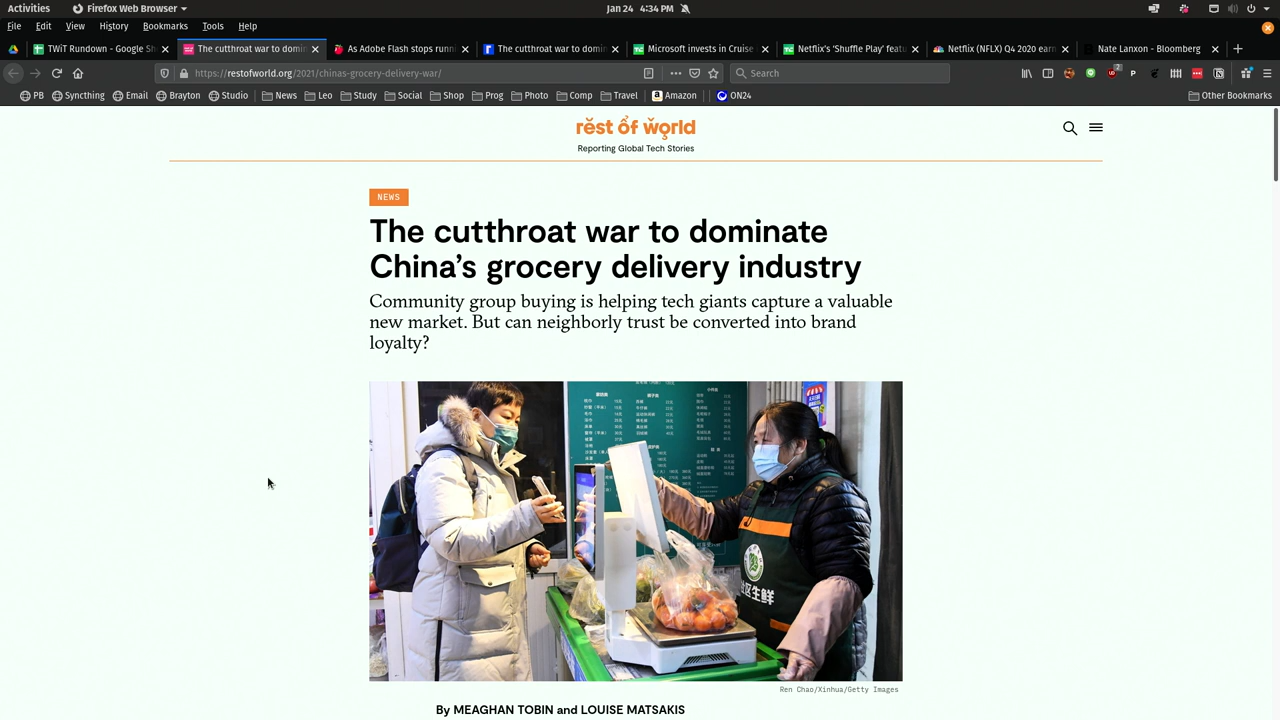 Activities
Firefox Web Browser
Jan 24 4:34 PM
File Edit View History Bookmarks Tools Help
TWiT Rundown - Google Sh
The cutthroat war to domin
As Adobe Flash stops runn
The cutthroat war to domin
Microsoft invests in Cruise
Netflix's 'Shuffle Play' featu
Netflix (NFLX) Q4 2020 earn
Nate Lanxon - Bloomberg
https://restofworld.org/2021/chinas-grocery-delivery-war/
Search
PB Syncthing Email Brayton Studio News Leo Study Social Shop Prog Photo Comp Travel Amazon ON24 Other Bookmarks
rest of world
Reporting Global Tech Stories
NEWS
The cutthroat war to dominate
China's grocery delivery industry
Community group buying is helping tech giants capture a valuable
new market. But can neighborly trust be converted into brand
loyalty?
Ren Chao/Xinhua/Getty Images
By MEAGHAN TOBIN and LOUISE MATSAKIS